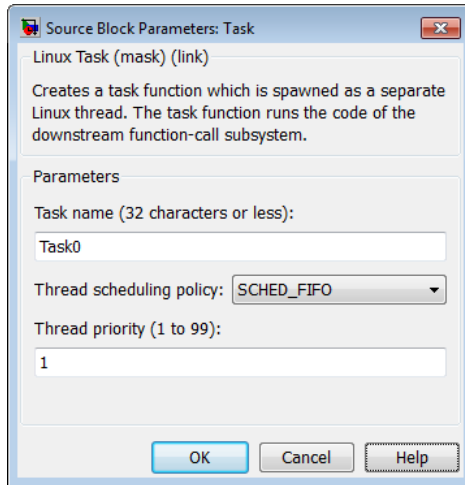 Source Block Parameters: Task
Linux Task (mask) (link)
Creates a task function which is spawned as a separate
Linux thread. The task function runs the code of the
downstream function-call subsystem.
Parameters
Task name (32 characters or less):
Task0
Thread scheduling policy: SCHED_FIFO
Thread priority (1 to 99):
1
OK Cancel Help